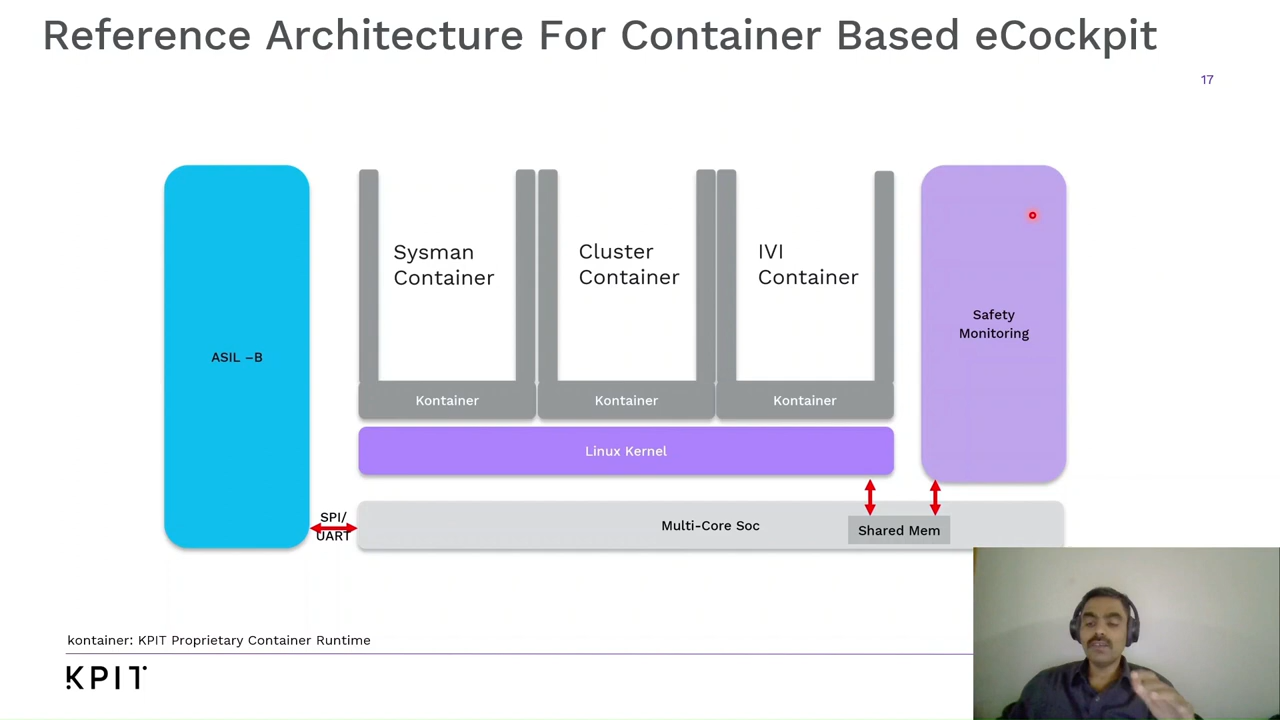 Reference Architecture For Container Based eCockpit
17
ASIL –B
Sysman
Container
Cluster
Container
IVI
Container
Safety
Monitoring
Kontainer
Kontainer
Kontainer
Linux Kernel
SPI/
UART
Multi-Core Soc
Shared Mem
kontainer: KPIT Proprietary Container Runtime
KPIT